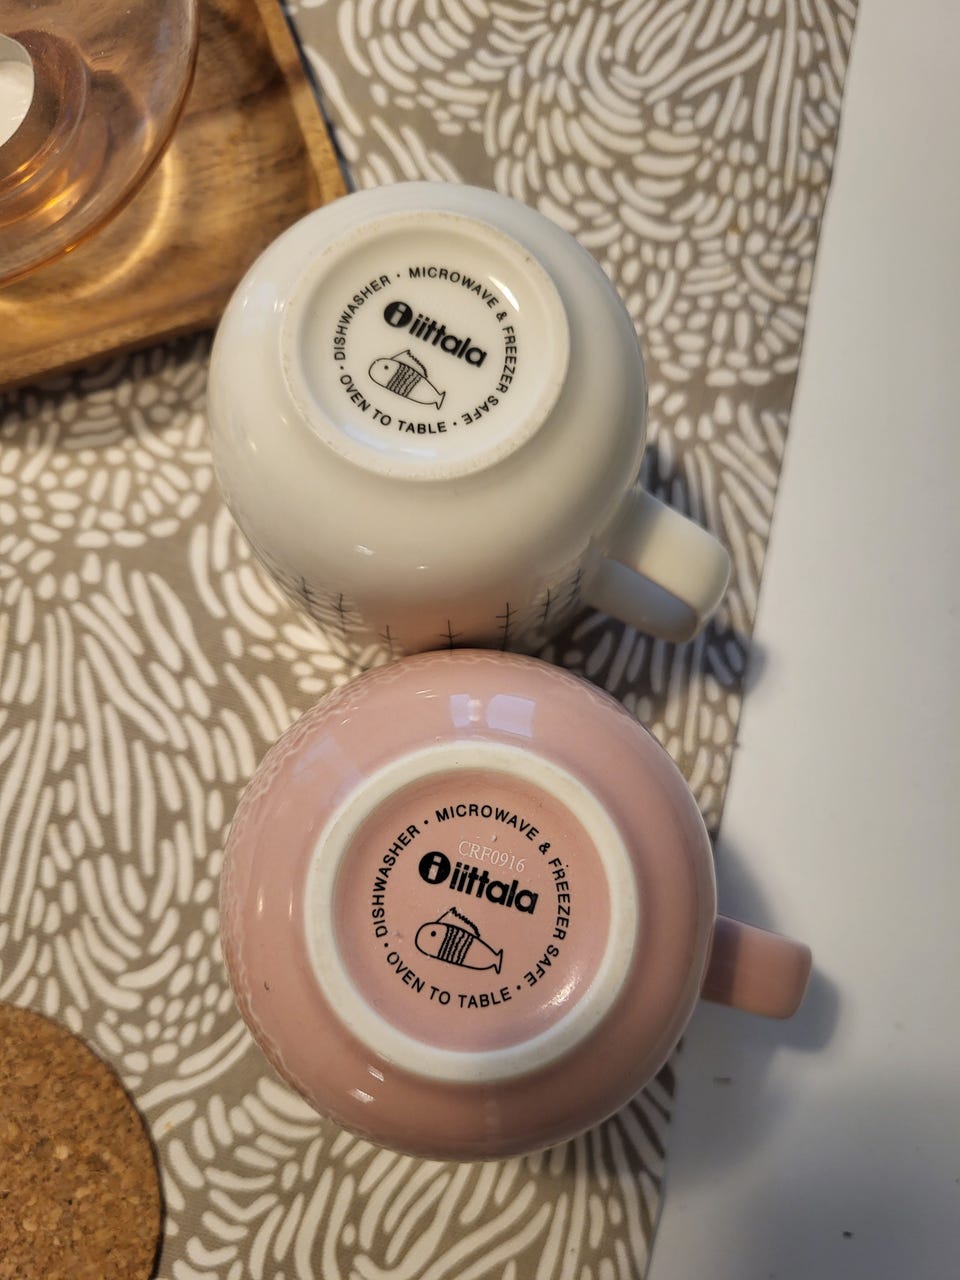 DISHWASHER · MICROWAVE & FREEZER SAFE · OVEN TO TABLE ·
i iittala
DISHWASHER · MICROWAVE & FREEZER SAFE · OVEN TO TABLE ·
CRF0916
i iittala